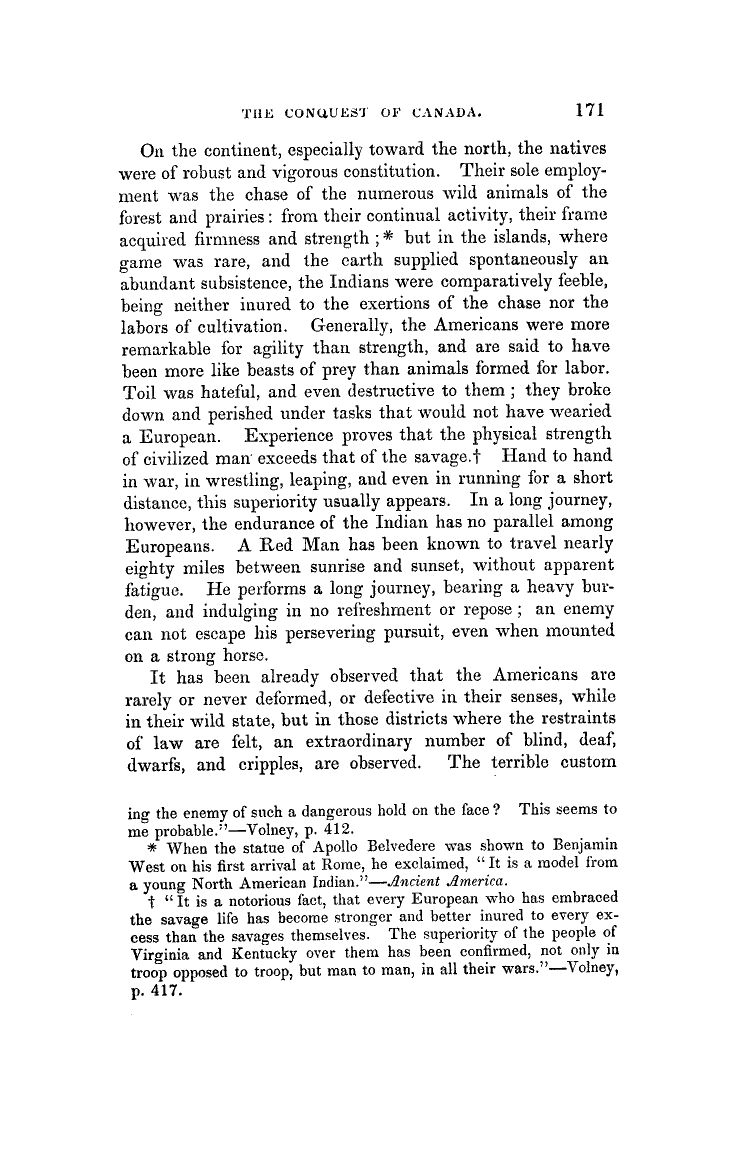 THE CONQUEST OF CANADA. 171
On the continent, especially toward the north, the natives
were of robust and vigorous constitution. Their sole employ-
ment was the chase of the numerous wild animals of the
forest and prairies: from their continual activity, their frame
acquired firmness and strength;* but in the islands, where
game was rare, and the earth supplied spontaneously an
abundant subsistence, the Indians were comparatively feeble,
being neither inured to the exertions of the chase nor the
labors of cultivation. Generally, the Americans were more
remarkable for agility than strength, and are said to have
been more like beasts of prey than animals formed for labor.
Toil was hateful, and even destructive to them; they broke
down and perished under tasks that would not have wearied
a European. Experience proves that the physical strength
of civilized man exceeds that of the savage.† Hand to hand
in war, in wrestling, leaping, and even in running for a short
distance, this superiority usually appears. In a long journey,
however, the endurance of the Indian has no parallel among
Europeans. A Red Man has been known to travel nearly
eighty miles between sunrise and sunset, without apparent
fatigue. He performs a long journey, bearing a heavy bur-
den, and indulging in no refreshment or repose; an enemy
can not escape his persevering pursuit, even when mounted
on a strong horse.
It has been already observed that the Americans are
rarely or never deformed, or defective in their senses, while
in their wild state, but in those districts where the restraints
of law are felt, an extraordinary number of blind, deaf,
dwarfs, and cripples, are observed. The terrible custom
ing the enemy of such a dangerous hold on the face? This seems to
me probable."—Volney, p. 412.
* When the statue of Apollo Belvedere was shown to Benjamin
West on his first arrival at Rome, he exclaimed, "It is a model from
a young North American Indian."—Ancient America.
† "It is a notorious fact, that every European who has embraced
the savage life has become stronger and better inured to every ex-
cess than the savages themselves. The superiority of the people of
Virginia and Kentucky over them has been confirmed, not only in
troop opposed to troop, but man to man, in all their wars."—Volney,
p. 417.